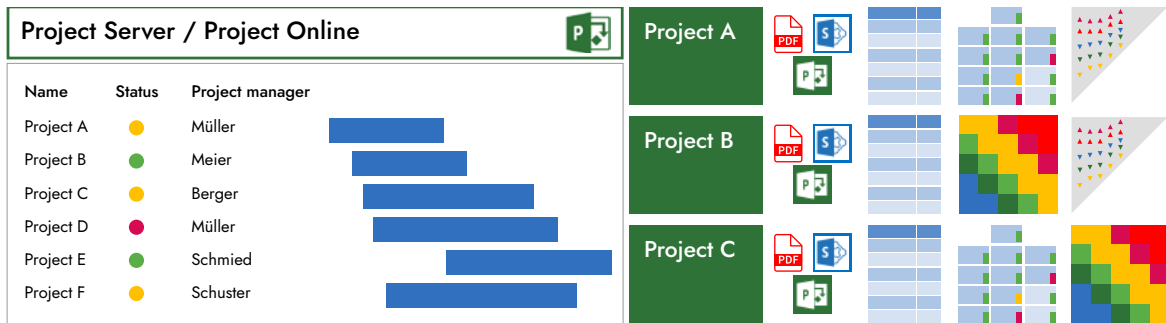 Project Server / Project Online
P
Name Status Project manager
Project A Müller
Project B Meier
Project C Berger
Project D Müller
Project E Schmied
Project F Schuster
Project A
PDF
S
P
Project B
PDF
S
P
Project C
PDF
S
P